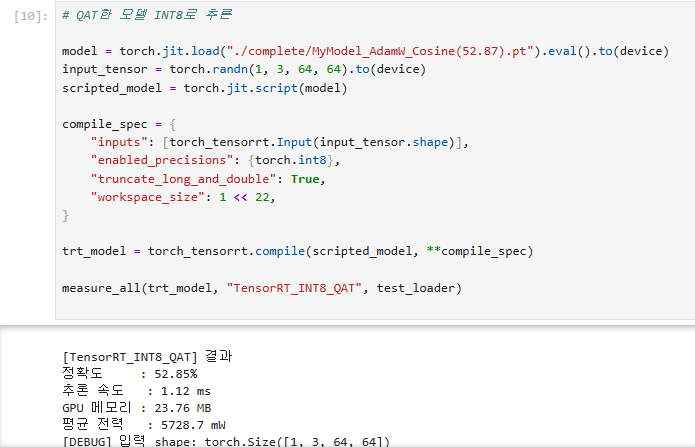 [10]: # QAT한 모델 INT8로 추론
model = torch.jit.load("./complete/MyModel_AdamW_Cosine(52.87).pt").eval().to(device)
input_tensor = torch.randn(1, 3, 64, 64).to(device)
scripted_model = torch.jit.script(model)
compile_spec = {
"inputs": [torch_tensorrt.Input(input_tensor.shape)],
"enabled_precisions": {torch.int8},
"truncate_long_and_double": True,
"workspace_size": 1 << 22,
}
trt_model = torch_tensorrt.compile(scripted_model, **compile_spec)
measure_all(trt_model, "TensorRT_INT8_QAT", test_loader)
[TensorRT_INT8_QAT] 결과
정확도 : 52.85%
추론 속도 : 1.12 ms
GPU 메모리 : 23.76 MB
평균 전력 : 5728.7 mW
[DEBUG] 입력 shape: torch.Size([1, 3, 64, 64])